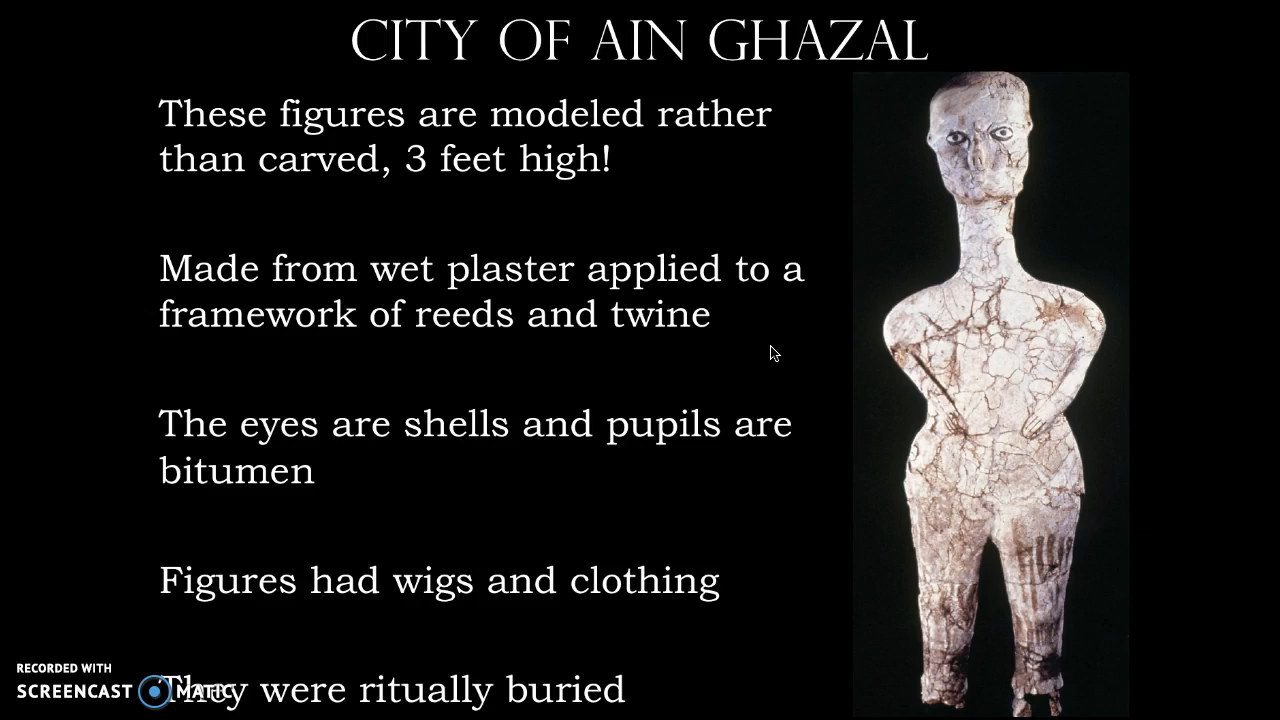 CITY OF AIN GHAZAL
These figures are modeled rather
than carved, 3 feet high!
Made from wet plaster applied to a
framework of reeds and twine
The eyes are shells and pupils are
bitumen
Figures had wigs and clothing
They were ritually buried
RECORDED WITH
SCREENCAST MATIC